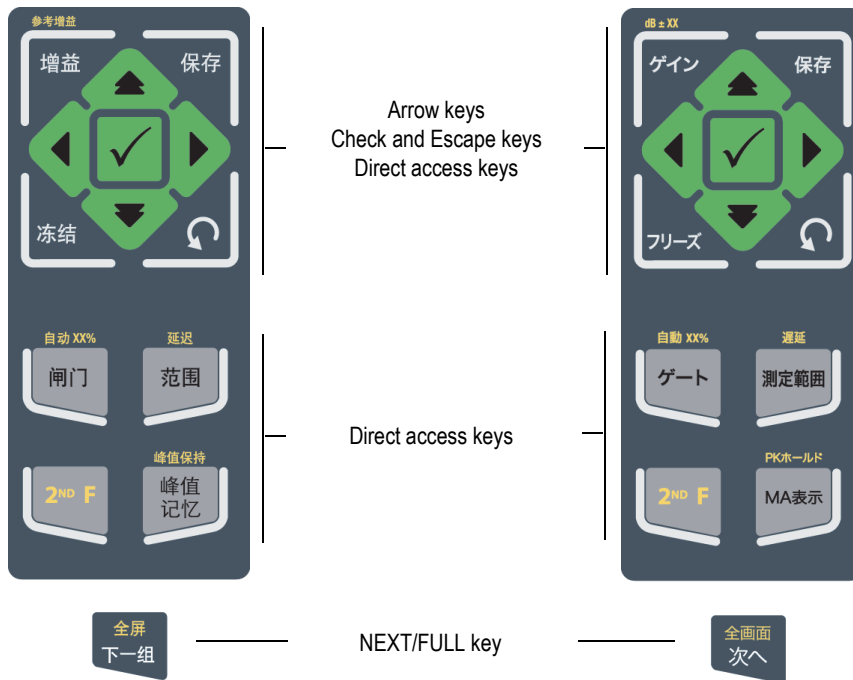 参考增益
增益 保存
冻结
自动 XX% 延迟
闸门 范围
峰值保持
2ND F 峰值
记忆
全屏
下一组
Arrow keys
Check and Escape keys
Direct access keys
Direct access keys
NEXT/FULL key
dB ± XX
ゲイン 保存
フリーズ
自動 XX% 遅延
ゲート 測定範囲
PKホールド
2ND F MA表示
全画面
次へ